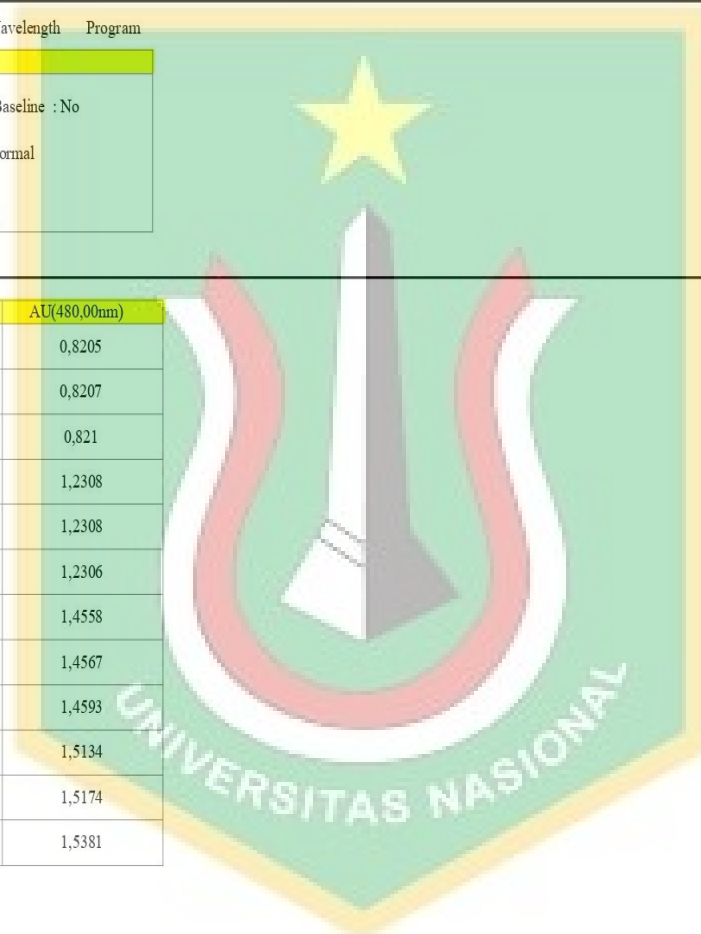 avelength Program
Baseline : No
ormal
AU(480,00nm)
0,8205
0,8207
0,821
1,2308
1,2308
1,2306
1,4558
1,4567
1,4593
1,5134
1,5174
1,5381
UNIVERSITAS NASIONAL